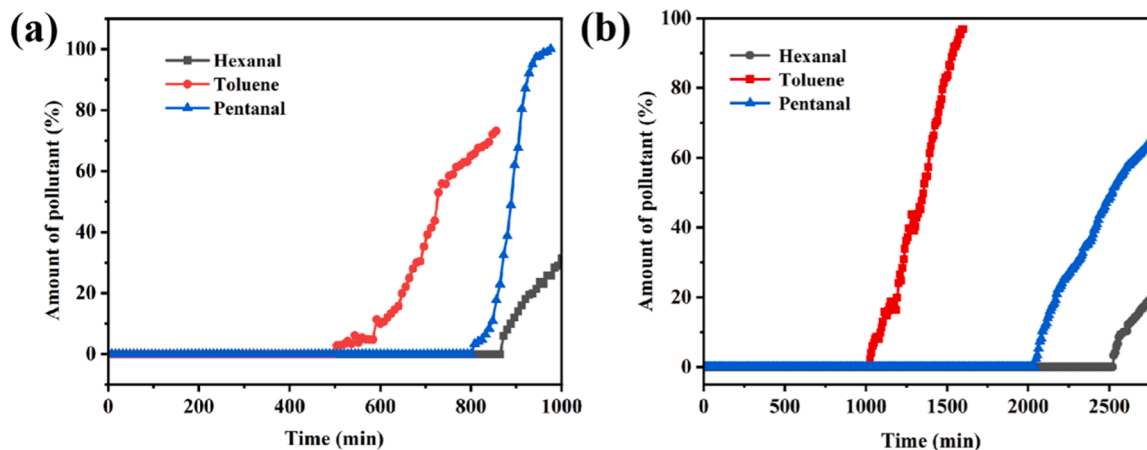 (a)
Amount of pollutant (%)
100
80
60
40
20
0
Hexanal
Toluene
Pentanal
0 200 400 600 800 1000
Time (min)
(b)
Amount of pollutant (%)
100
80
60
40
20
0
Hexanal
Toluene
Pentanal
0 500 1000 1500 2000 2500
Time (min)